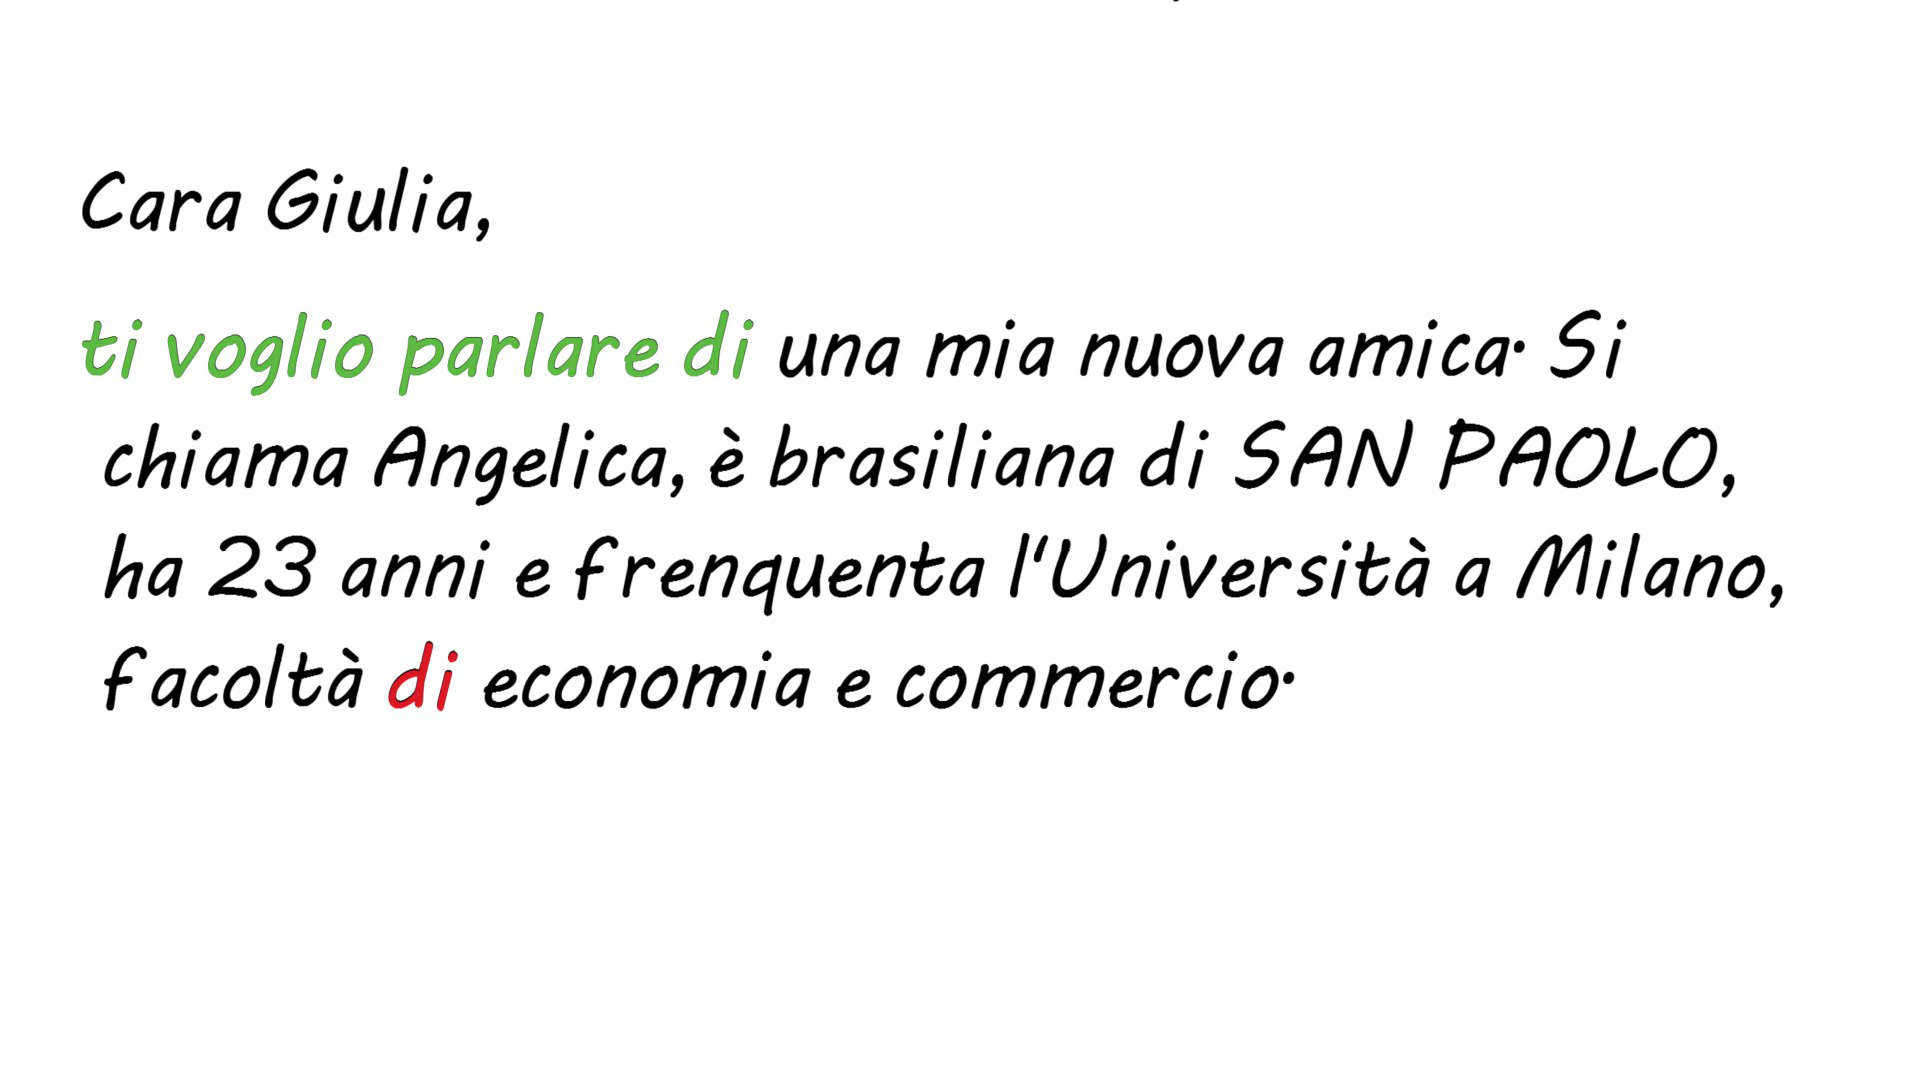 Cara Giulia,
ti voglio parlare di una mia nuova amica. Si
chiama Angelica, è brasiliana di SAN PAOLO,
ha 23 anni e frenquenta l'Università a Milano,
facoltà di economia e commercio.